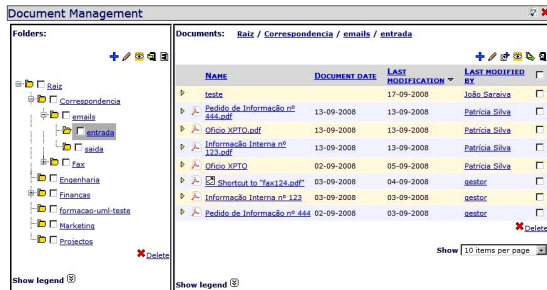 Document Management
Folders:
Raiz
Correspondencia
emails
entrada
saida
Fax
Engenharia
Finanças
formacao-uml-teste
Marketing
Projectos
Delete
Show legend
Documents: Raiz / Correspondencia / emails / entrada
NAME DOCUMENT DATE LAST MODIFICATION LAST MODIFIED BY
teste 17-09-2008 João Saraiva
Pedido de Informação nº 444.pdf 13-09-2008 13-09-2008 Patrícia Silva
Oficio XPTO.pdf 13-09-2008 13-09-2008 Patrícia Silva
Informação Interna nº 123.pdf 13-09-2008 13-09-2008 Patrícia Silva
Oficio XPTO 02-09-2008 05-09-2008 Patrícia Silva
Shortcut to "fax124.pdf" 03-09-2008 04-09-2008 gestor
Informação Interna nº 123 03-09-2008 03-09-2008 gestor
Pedido de Informação nº 444 02-09-2008 03-09-2008 gestor
Delete
Show 10 items per page
Show legend